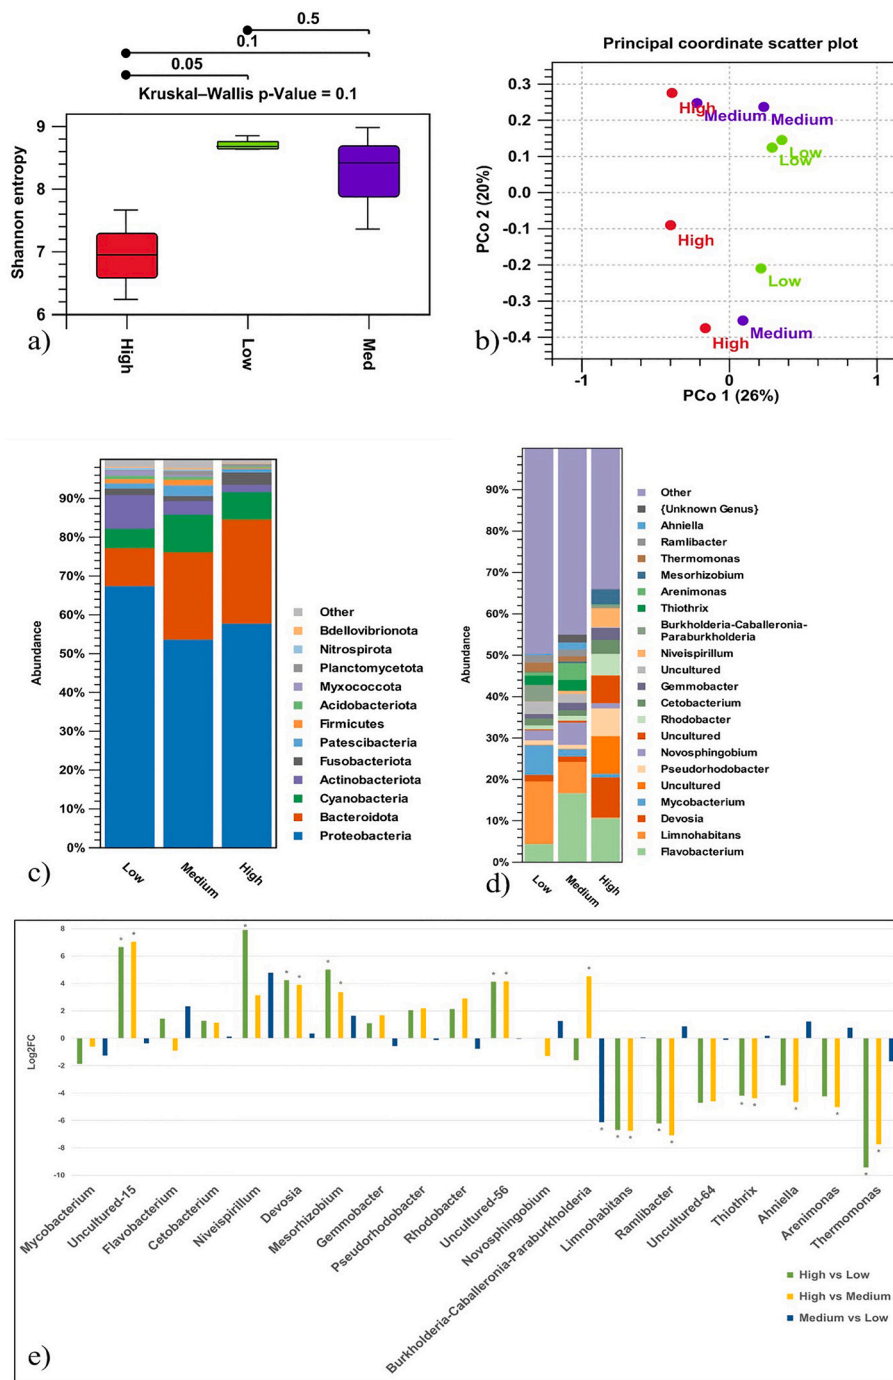 0.5
0.1
0.05
Kruskal–Wallis p-Value = 0.1
Shannon entropy
9
8
7
6
High
Low
Med
a)
Principal coordinate scatter plot
PCo 2 (20%)
0.3
0.2
0.1
0.0
-0.1
-0.2
-0.3
-0.4
High
Medium
Medium
Low
Low
High
Low
Medium
High
-1
0
1
PCo 1 (26%)
b)
Abundance
90%
80%
70%
60%
50%
40%
30%
20%
10%
0%
Low
Medium
High
Other
Bdellovibrionota
Nitrospirota
Planctomycetota
Myxococcota
Acidobacteriota
Firmicutes
Patescibacteria
Fusobacteriota
Actinobacteriota
Cyanobacteria
Bacteroidota
Proteobacteria
c)
Abundance
90%
80%
70%
60%
50%
40%
30%
20%
10%
0%
Low
Medium
High
Other
{Unknown Genus}
Ahniella
Ramlibacter
Thermomonas
Mesorhizobium
Arenimonas
Thiothrix
Burkholderia-Caballeronia-
Paraburkholderia
Niveispirillum
Uncultured
Gemmobacter
Cetobacterium
Rhodobacter
Uncultured
Novosphingobium
Pseudorhodobacter
Uncultured
Mycobacterium
Devosia
Limnohabitans
Flavobacterium
d)
Log2FC
8
6
4
2
0
-2
-4
-6
-8
-10
Mycobacterium
Uncultured-15
Flavobacterium
Cetobacterium
Niveispirillum
Devosia
Mesorhizobium
Gemmobacter
Pseudorhodobacter
Rhodobacter
Uncultured-56
Novosphingobium
Burkholderia-Caballeronia-Paraburkholderia
Limnohabitans
Ramlibacter
Uncultured-64
Thiothrix
Ahniella
Arenimonas
Thermomonas
High vs Low
High vs Medium
Medium vs Low
e)